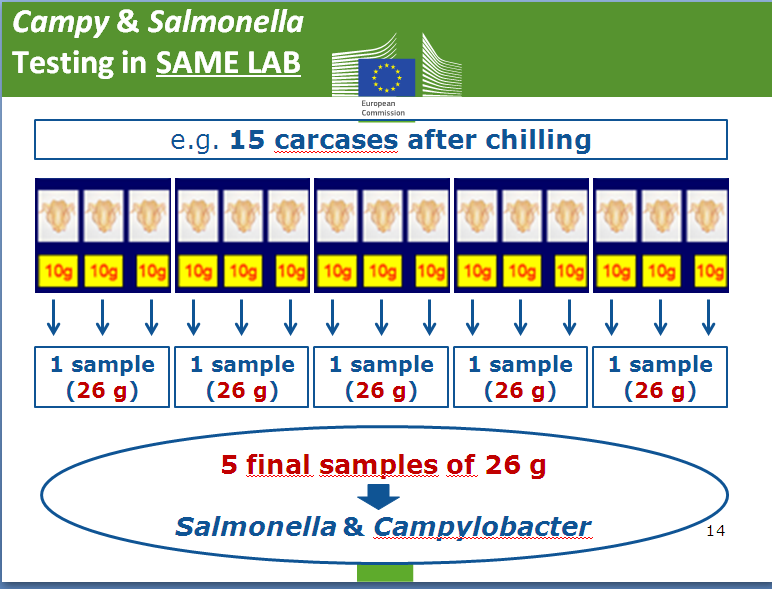 Campy & Salmonella
Testing in SAME LAB
European
Commission
e.g. 15 carcases after chilling
10g 10g 10g 10g 10g 10g 10g 10g 10g 10g 10g 10g 10g 10g 10g
1 sample (26 g)
1 sample (26 g)
1 sample (26 g)
1 sample (26 g)
1 sample (26 g)
5 final samples of 26 g
Salmonella & Campylobacter
14